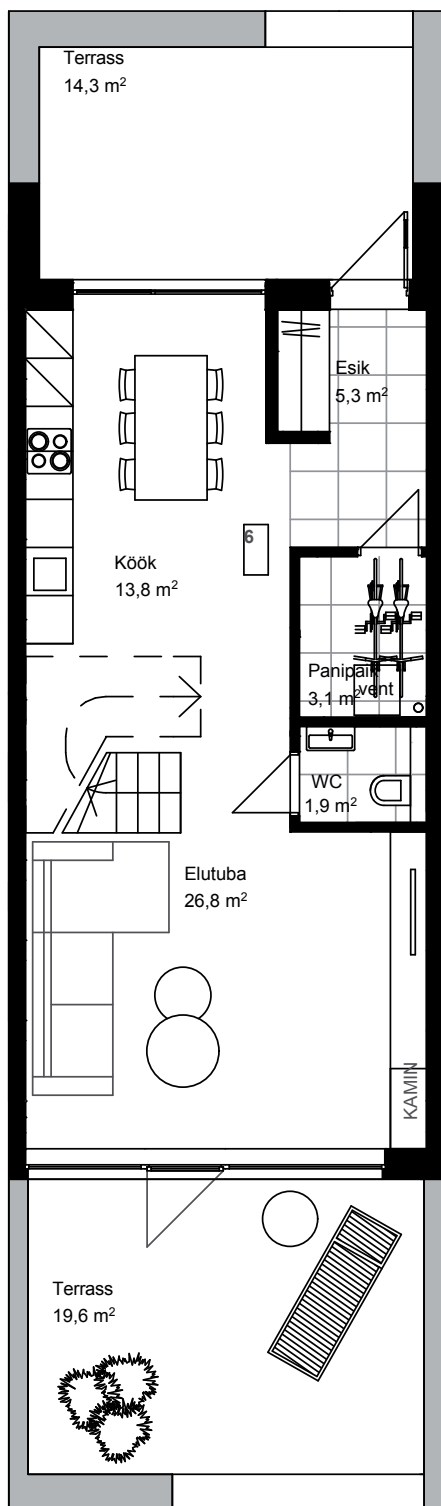 Terrass
14,3 m²
Esik
5,3 m²
6
Köök
13,8 m²
Panipaik
vent
3,1 m²
WC
1,9 m²
Elutuba
26,8 m²
KAMIN
Terrass
19,6 m²